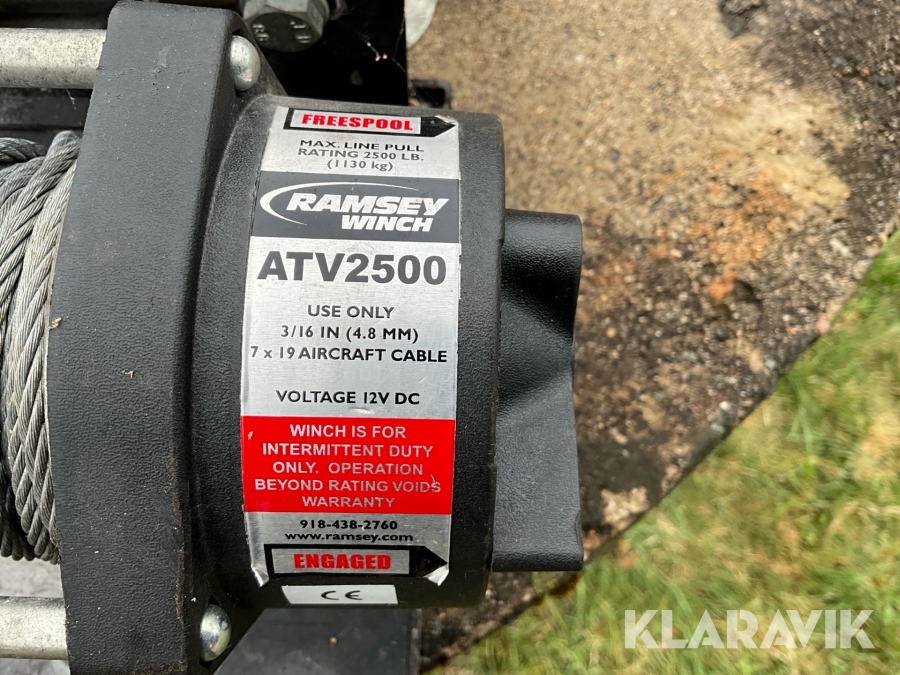 FREESPOOL
MAX. LINE PULL
RATING 2500 LB.
(1130 kg)
RAMSEY
WINCH
ATV2500
USE ONLY
3/16 IN (4.8 MM)
7 x 19 AIRCRAFT CABLE
VOLTAGE 12V DC
WINCH IS FOR
INTERMITTENT DUTY
ONLY. OPERATION
BEYOND RATING VOIDS
WARRANTY
918-438-2760
www.ramsey.com
ENGAGED
CE
KLARAVIK